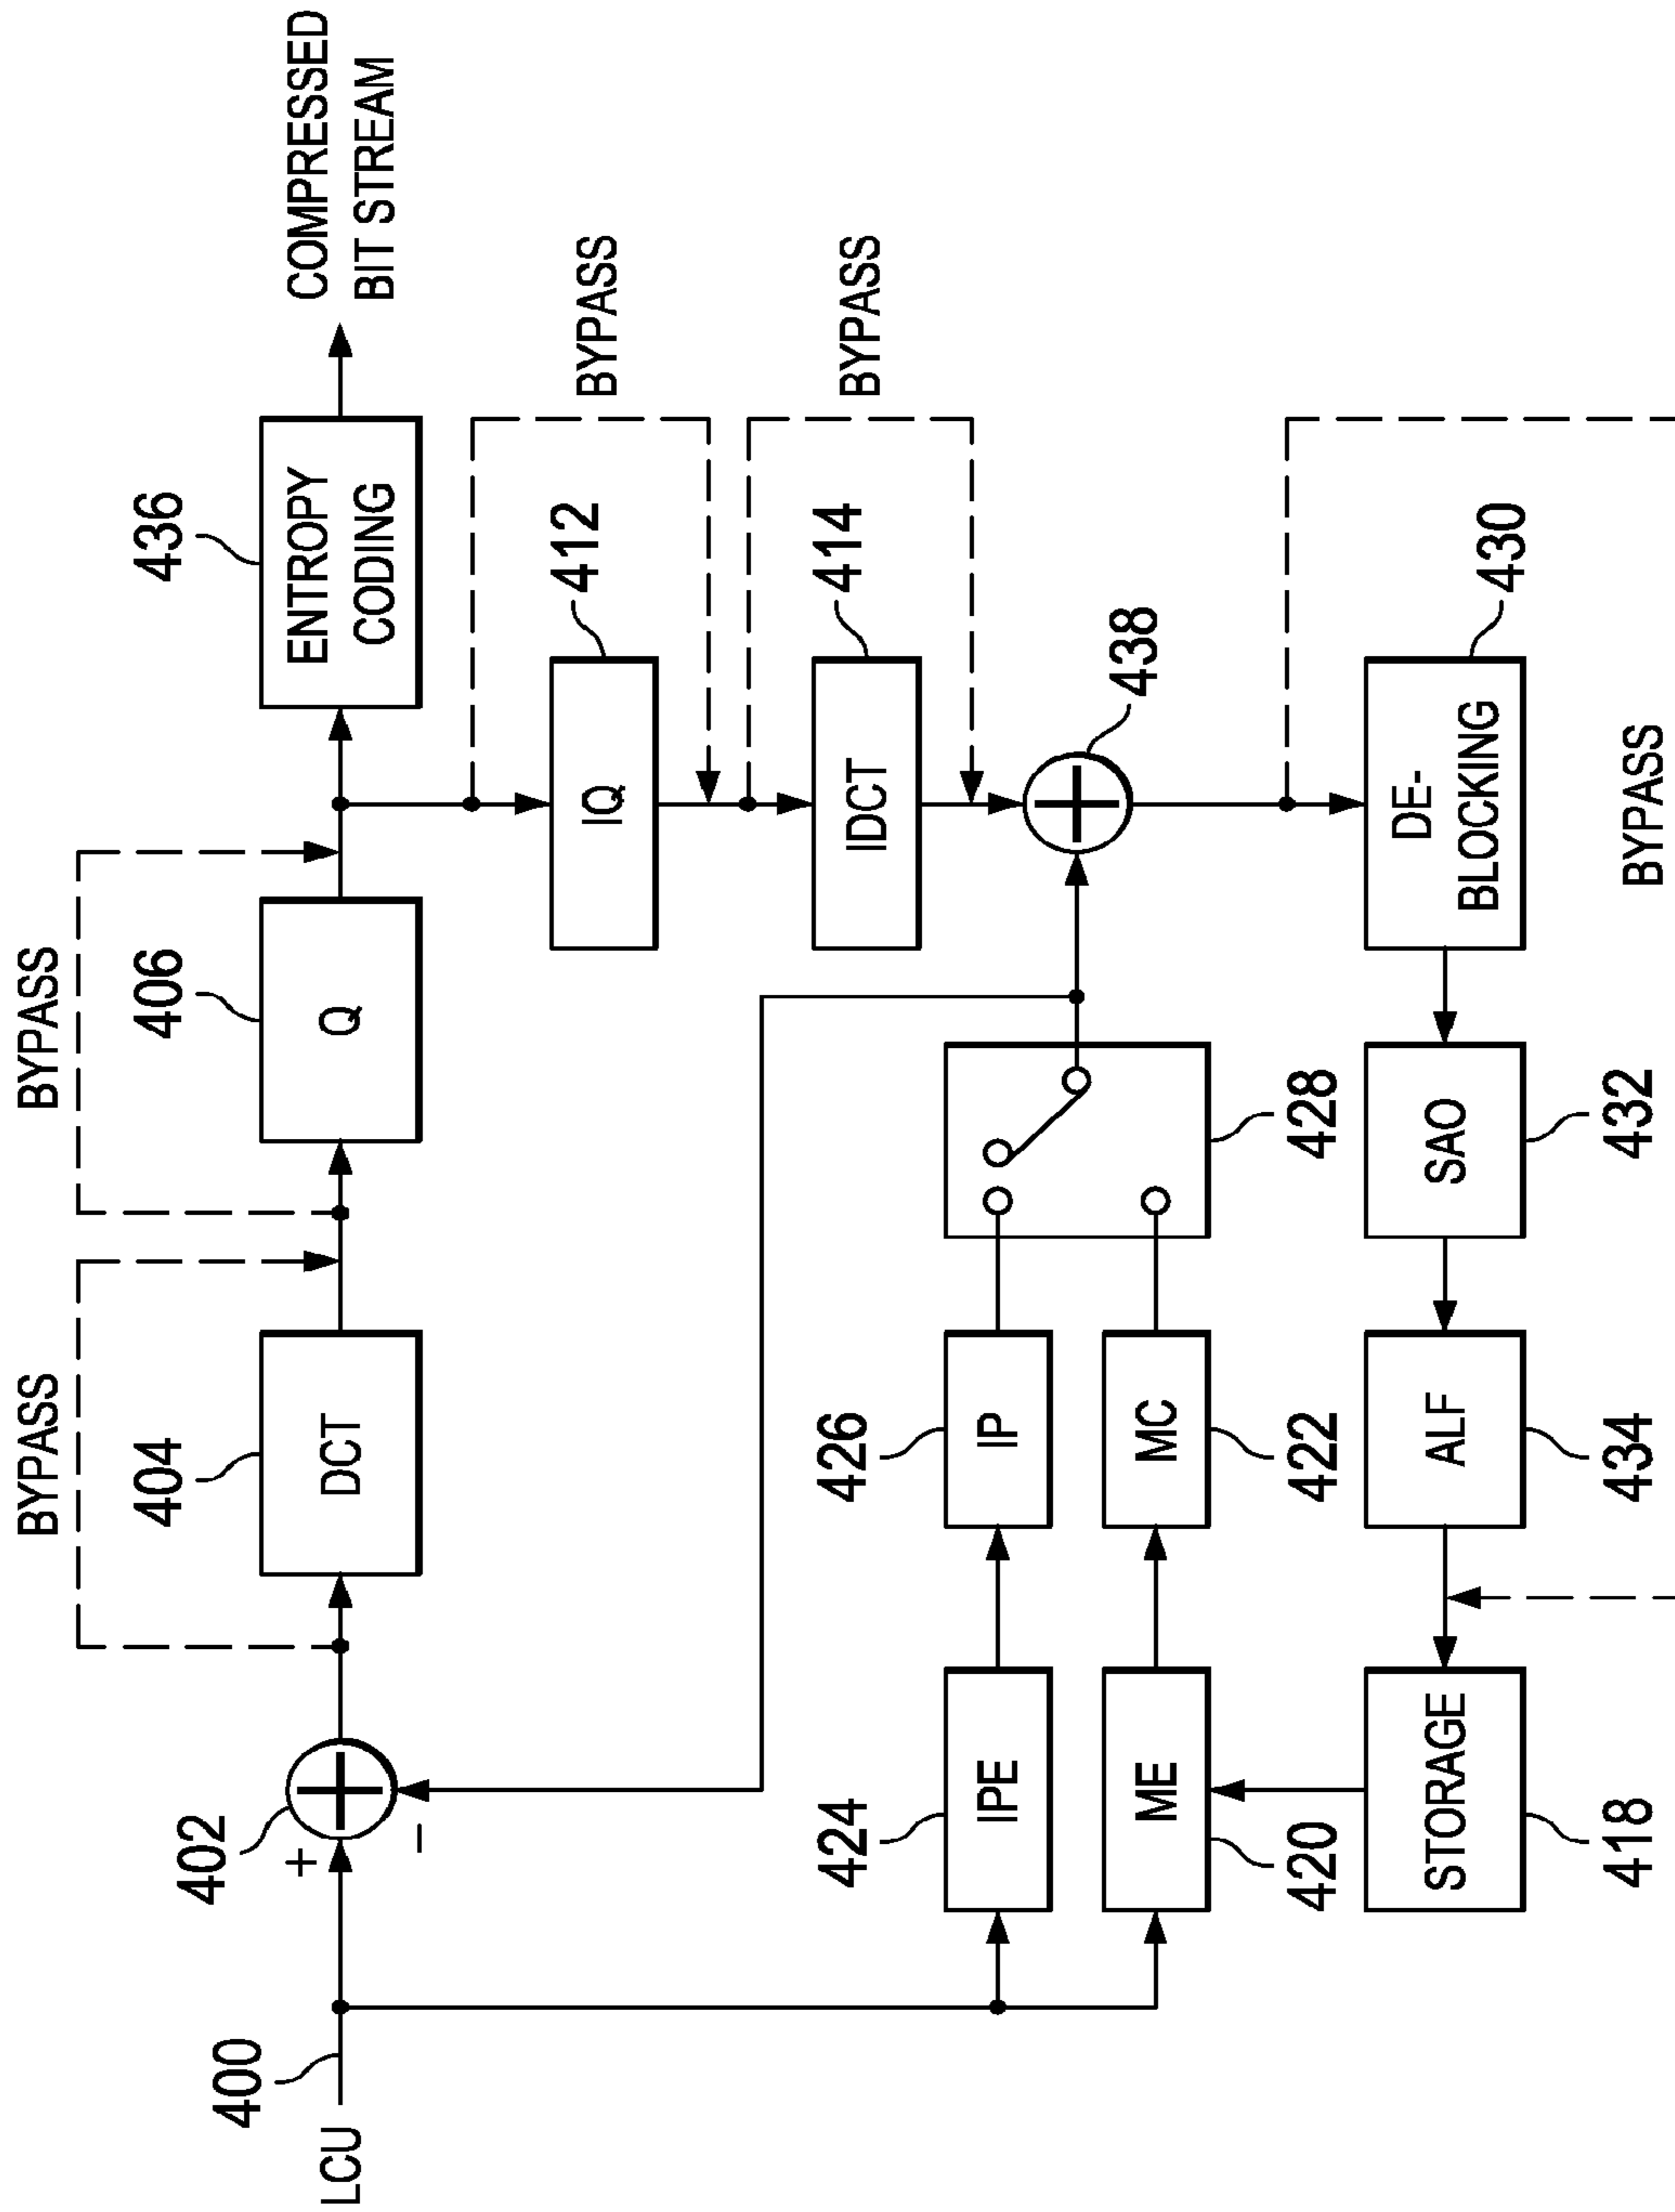 BYPASS
BYPASS
404
406
436
402
400
LCU
+
−
DCT
Q
ENTROPY
CODING
COMPRESSED
BIT STREAM
412
IQ
BYPASS
414
IDCT
BYPASS
424
426
IPE
IP
438
ME
MC
420
422
428
STORAGE
ALF
SAO
DE-
BLOCKING
430
418
434
432
BYPASS